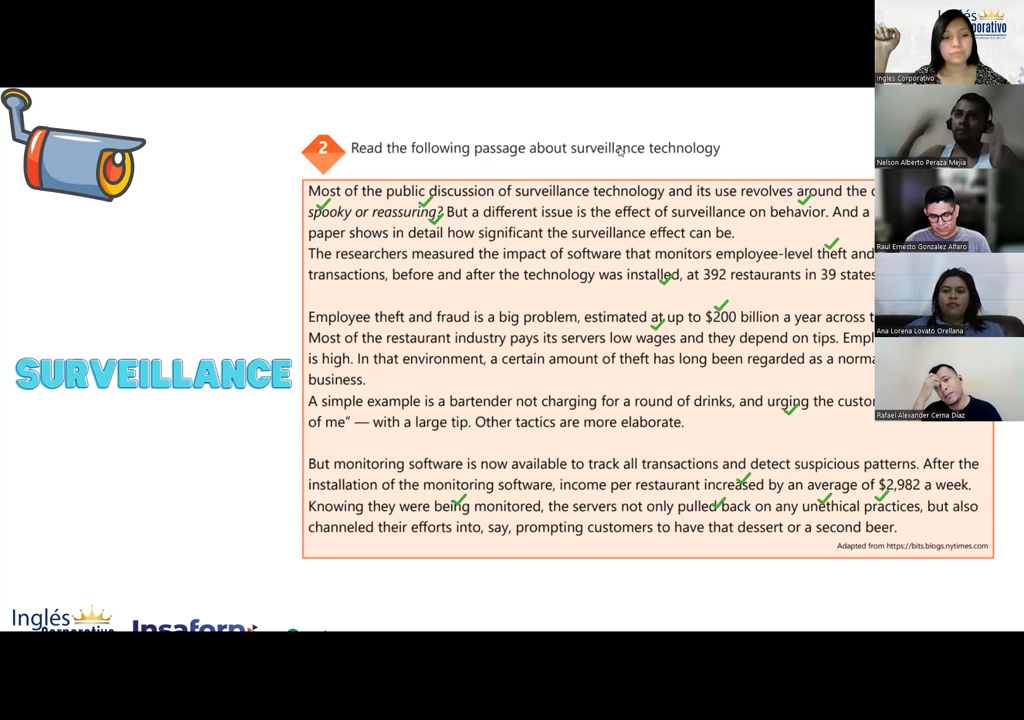 Inglés
Corporativo
Inglés Corporativo
Nelson Alberto Peraza Mejia
Raul Ernesto Gonzalez Alfaro
Ana Lorena Lovato Orellana
Rafael Alexander Cerna Díaz
2 Read the following passage about surveillance technology
Most of the public discussion of surveillance technology and its use revolves around the
spooky or reassuring? But a different issue is the effect of surveillance on behavior. And a
paper shows in detail how significant the surveillance effect can be.
The researchers measured the impact of software that monitors employee-level theft and
transactions, before and after the technology was installed, at 392 restaurants in 39 states
Employee theft and fraud is a big problem, estimated at up to $200 billion a year across
Most of the restaurant industry pays its servers low wages and they depend on tips.
is high. In that environment, a certain amount of theft has long been regarded as a
business.
A simple example is a bartender not charging for a round of drinks, and urging the
of me” — with a large tip. Other tactics are more elaborate.
But monitoring software is now available to track all transactions and detect suspicious patterns. After the
installation of the monitoring software, income per restaurant increased by an average of $2,982 a week.
Knowing they were being monitored, the servers not only pulled back on any unethical practices, but also
channeled their efforts into, say, prompting customers to have that dessert or a second beer.
Adapted from https://bits.blogs.nytimes.com
SURVEILLANCE
Inglés
Corporativo
Insaforp